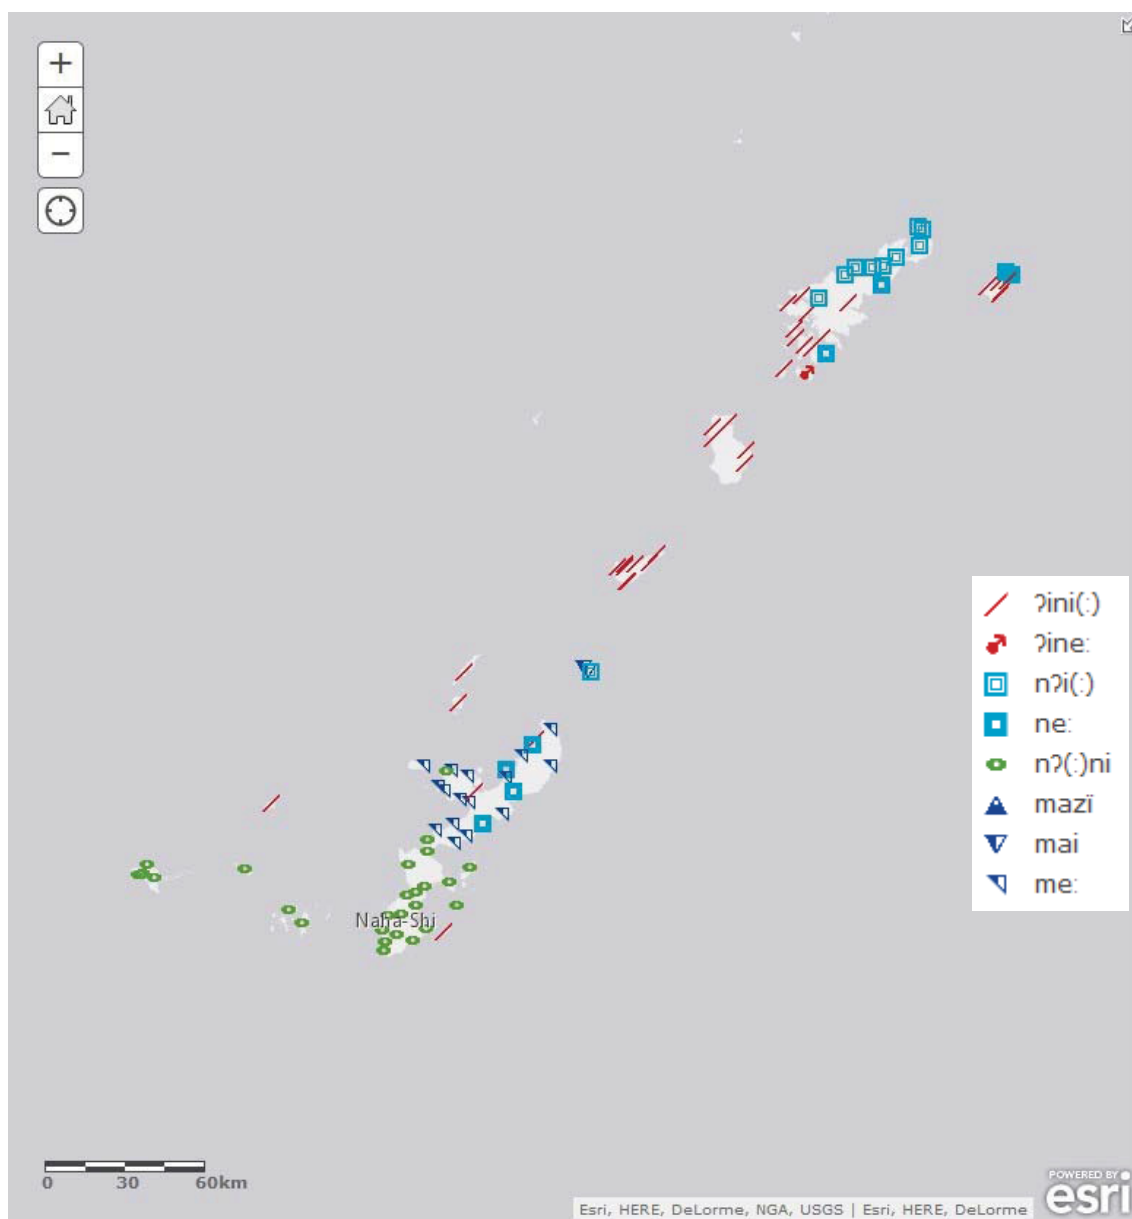 +
−
ʔini(:)
ʔine:
nʔi(:)
ne:
nʔ(:)ni
mazï
mai
me:
Naha-Shi
0 30 60km
POWERED BY
esri
Esri, HERE, DeLorme, NGA, USGS | Esri, HERE, DeLorme